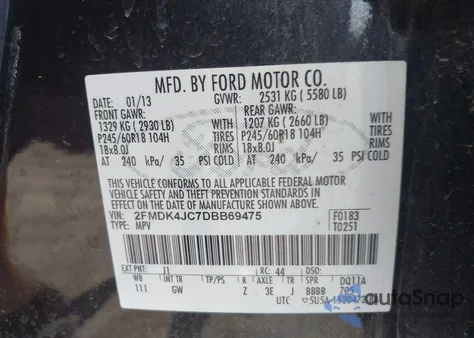 MFD. BY FORD MOTOR CO.
DATE: 01/13 GVWR: 2531 KG ( 5580 LB)
FRONT GAWR: REAR GAWR:
1329 KG ( 2930 LB) WITH 1207 KG ( 2660 LB) WITH
P245/60R18 104H TIRES P245/60R18 104H TIRES
18x8.0J RIMS 18x8.0J RIMS
AT 240 kPa/ 35 PSI COLD AT 240 kPa/ 35 PSI COLD
THIS VEHICLE CONFORMS TO ALL APPLICABLE FEDERAL MOTOR
VEHICLE SAFETY AND THEFT PREVENTION STANDARDS IN
EFFECT ON THE DATE OF MANUFACTURE SHOWN ABOVE.
VIN: 2FMDK4JC7DBB69475 F0183
TYPE: MPV T0251
EXT PNT: J1 RC: 44 DSO:
WB INT TR TP/PS R AXLE TR SPR DQ11A
111 GW Z 3E J BBBB
UTC
autoSnap